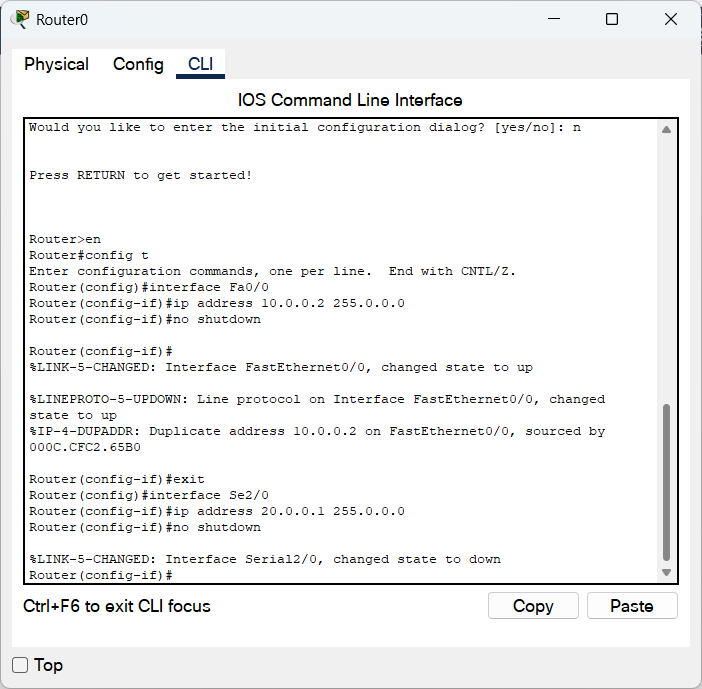 Router0
Physical Config CLI
IOS Command Line Interface
Would you like to enter the initial configuration dialog? [yes/no]: n
Press RETURN to get started!
Router>en
Router#config t
Enter configuration commands, one per line.  End with CNTL/Z.
Router(config)#interface Fa0/0
Router(config-if)#ip address 10.0.0.2 255.0.0.0
Router(config-if)#no shutdown
Router(config-if)#
%LINK-5-CHANGED: Interface FastEthernet0/0, changed state to up
%LINEPROTO-5-UPDOWN: Line protocol on Interface FastEthernet0/0, changed
state to up
%IP-4-DUPADDR: Duplicate address 10.0.0.2 on FastEthernet0/0, sourced by
000C.CFC2.65B0
Router(config-if)#exit
Router(config)#interface Se2/0
Router(config-if)#ip address 20.0.0.1 255.0.0.0
Router(config-if)#no shutdown
%LINK-5-CHANGED: Interface Serial2/0, changed state to down
Router(config-if)#
Ctrl+F6 to exit CLI focus
Copy Paste
Top